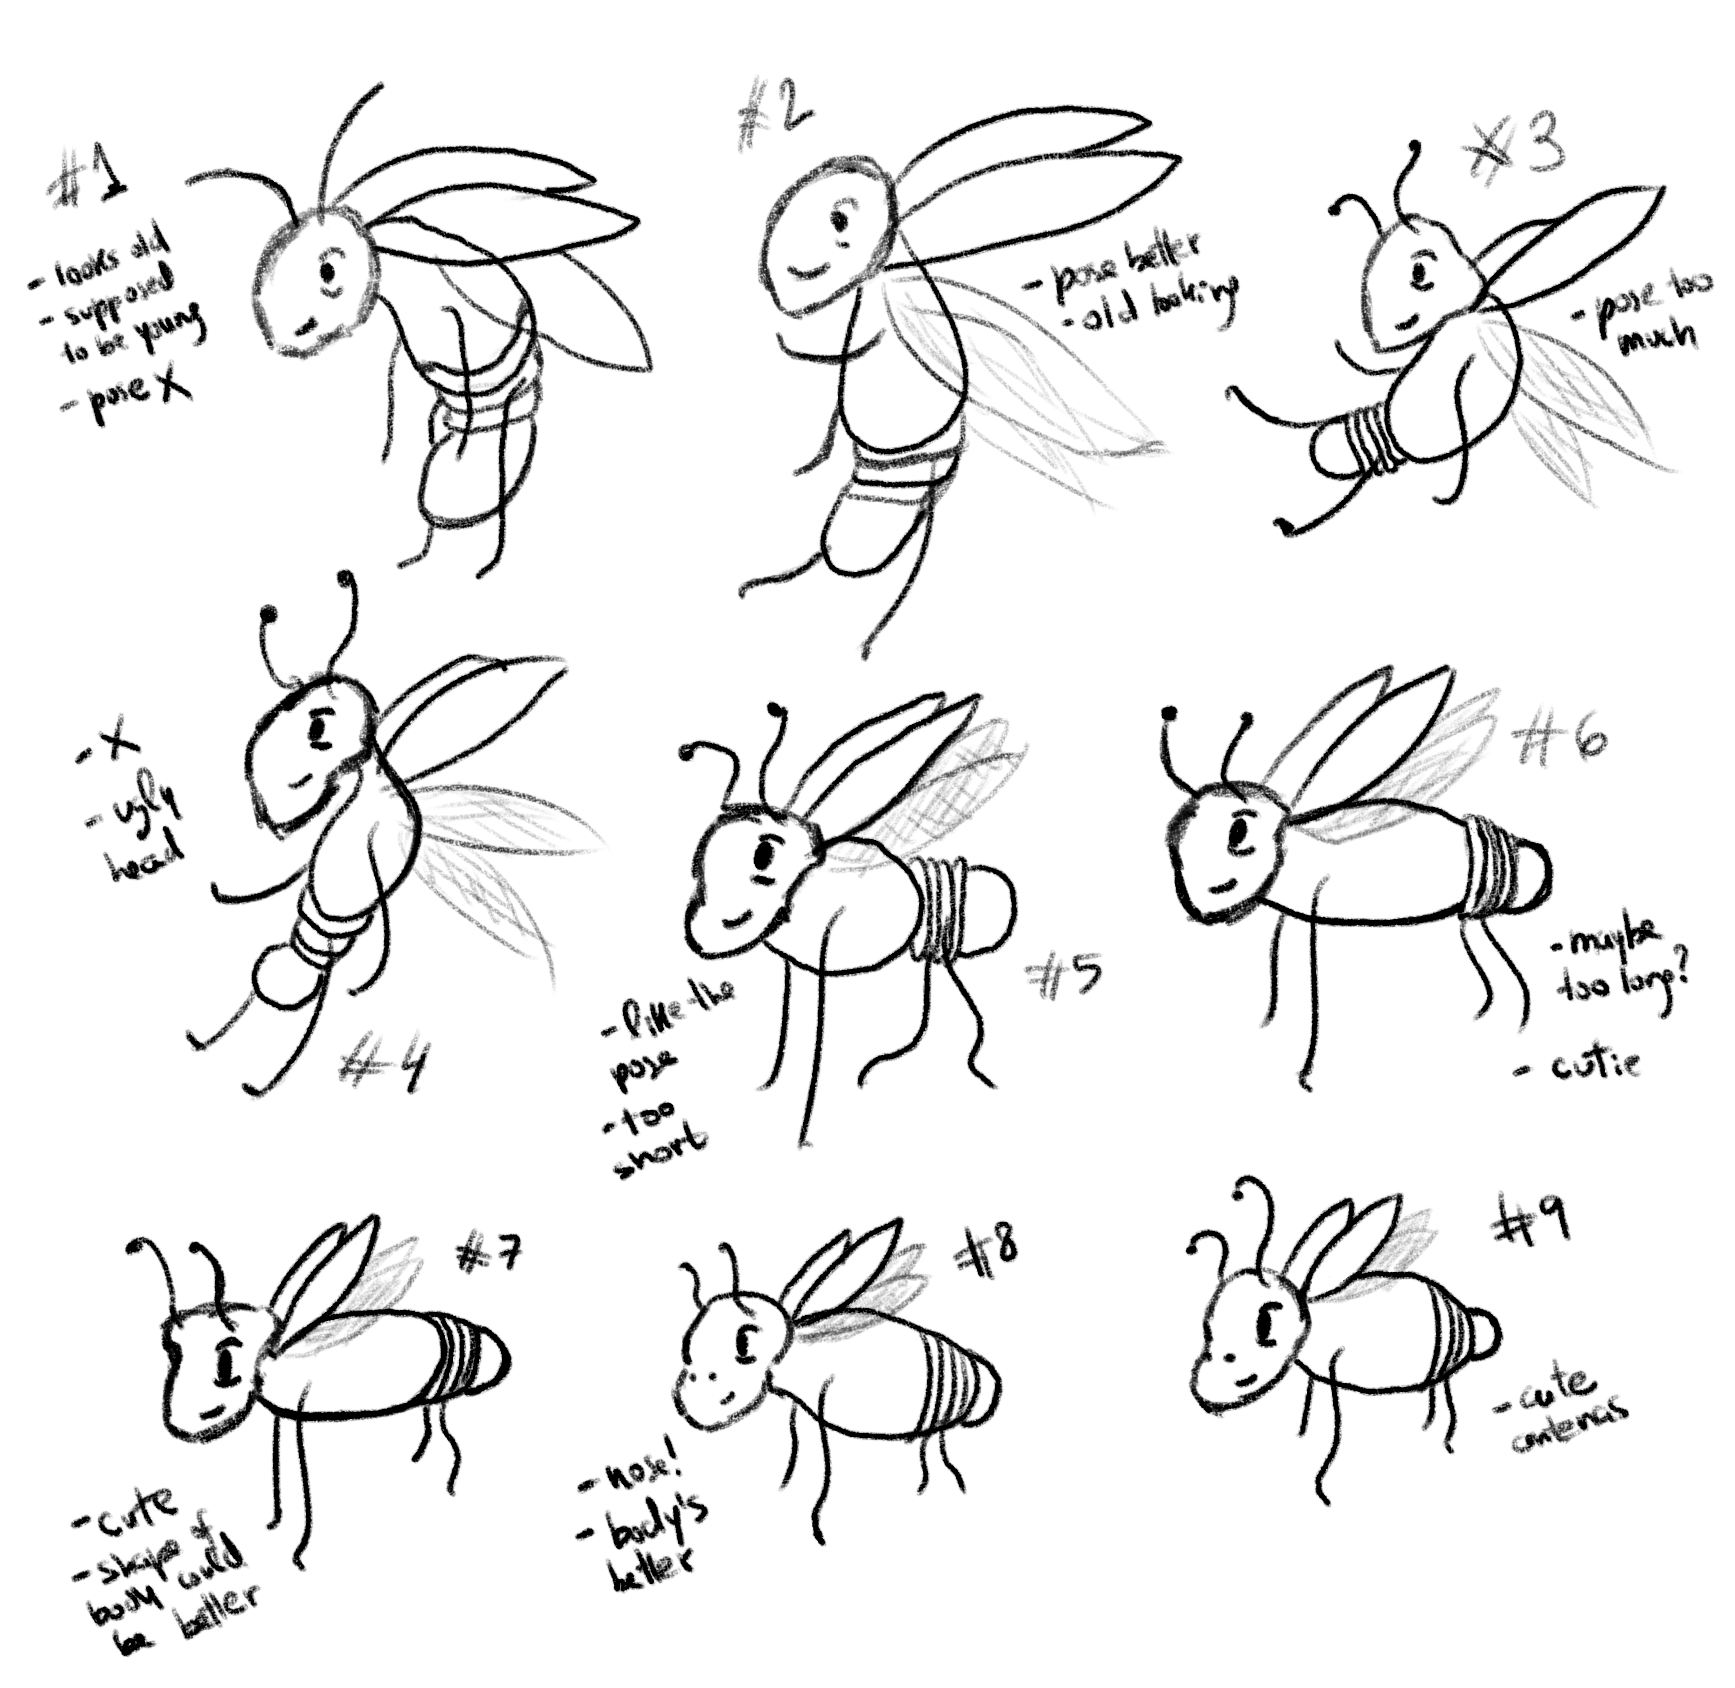 #1
- looks old
- supposed
to be young
- pose X
#2
- pose better
- old looking
#3
- pose too
much
- X
- ugly
head
#4
- like the
pose
- too
short
#5
#6
- maybe
too long?
- cutie
#7
- cute
- shape of
body could
be better
#8
- nose!
- body's
better
#9
- cute